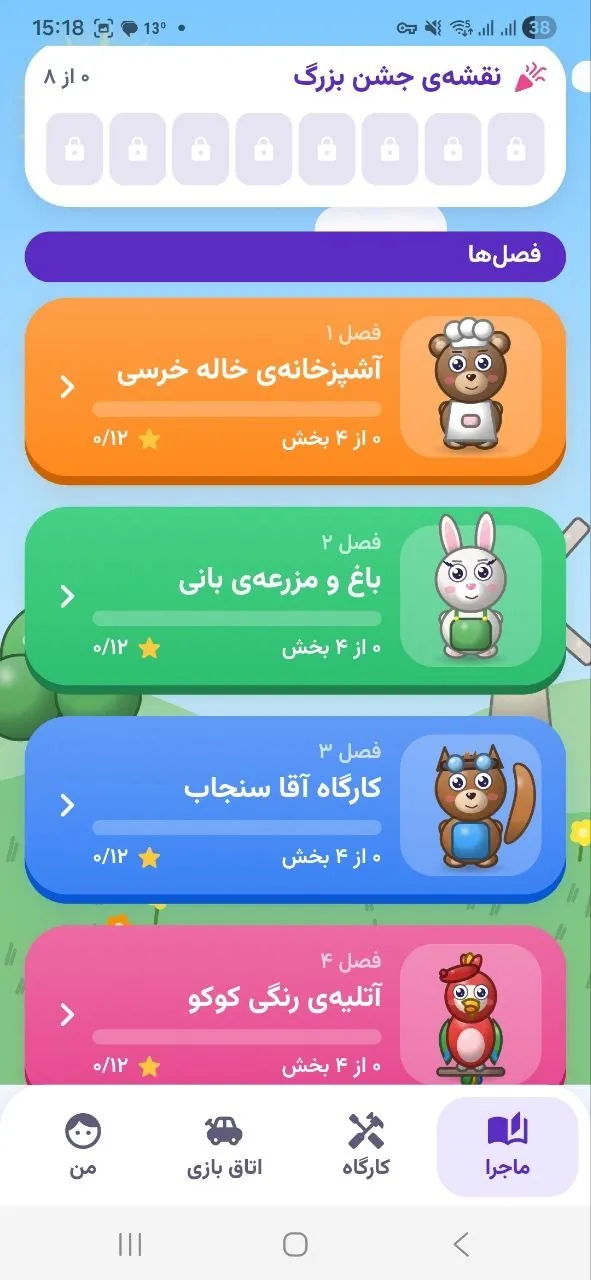 15:18 13° 38
نقشه‌ی جشن بزرگ
۰ از ۸
فصل‌ها
فصل ۱
آشپزخانه‌ی خاله خرسی
۰ از ۴ بخش
۰/۱۲
فصل ۲
باغ و مزرعه‌ی بانی
۰ از ۴ بخش
۰/۱۲
فصل ۳
کارگاه آقا سنجاب
۰ از ۴ بخش
۰/۱۲
فصل ۴
آتلیه‌ی رنگی کوکو
۰ از ۴ بخش
۰/۱۲
ماجرا
کارگاه
اتاق بازی
من